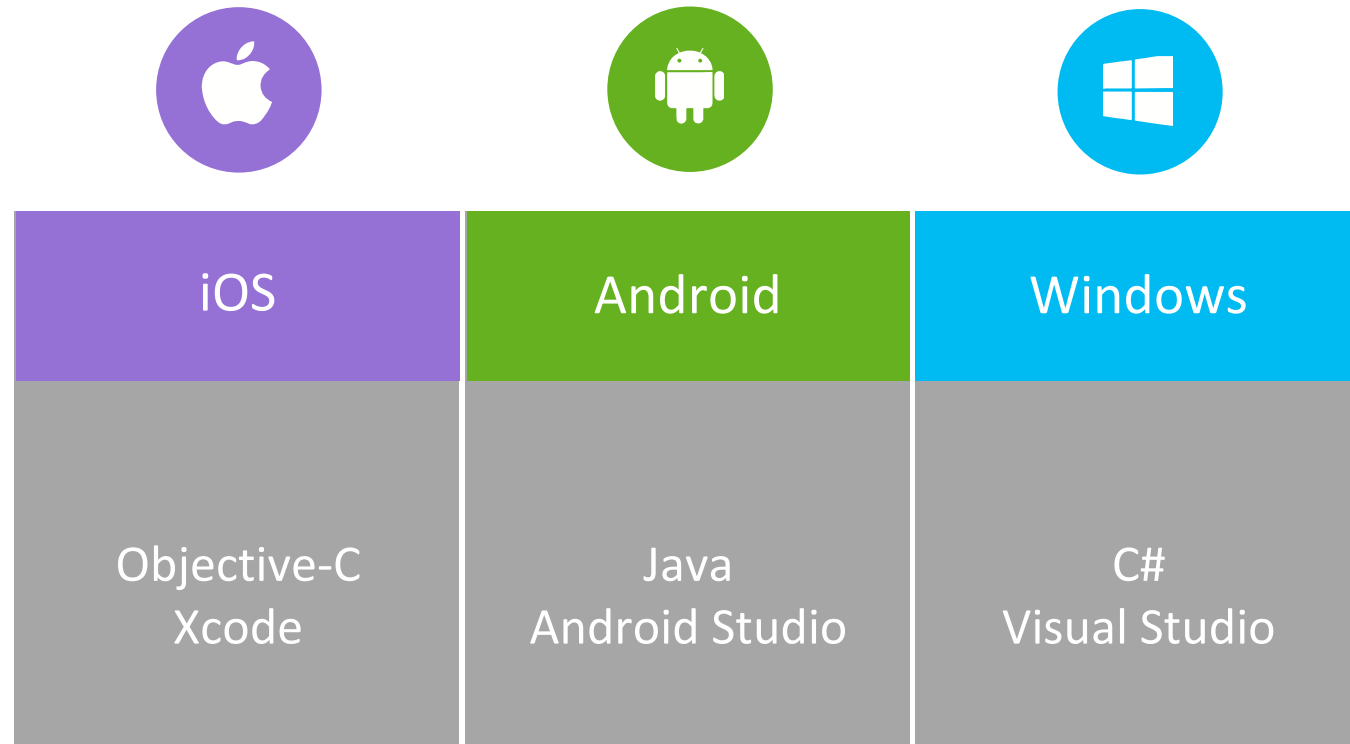 iOS
Android
Windows
Objective-C
Xcode
Java
Android Studio
C#
Visual Studio